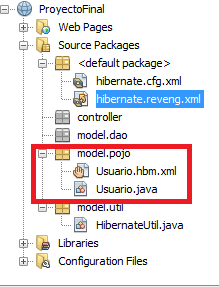 ProyectoFinal
Web Pages
Source Packages
<default package>
hibernate.cfg.xml
hibernate.reveng.xml
controller
model.dao
model.pojo
Usuario.hbm.xml
Usuario.java
model.util
HibernateUtil.java
Libraries
Configuration Files